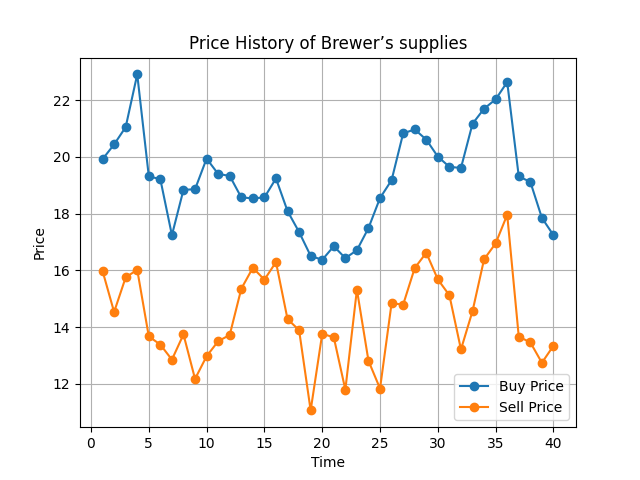 Price History of Brewer’s supplies
Price
22
20
18
16
14
12
0 5 10 15 20 25 30 35 40
Time
Buy Price
Sell Price